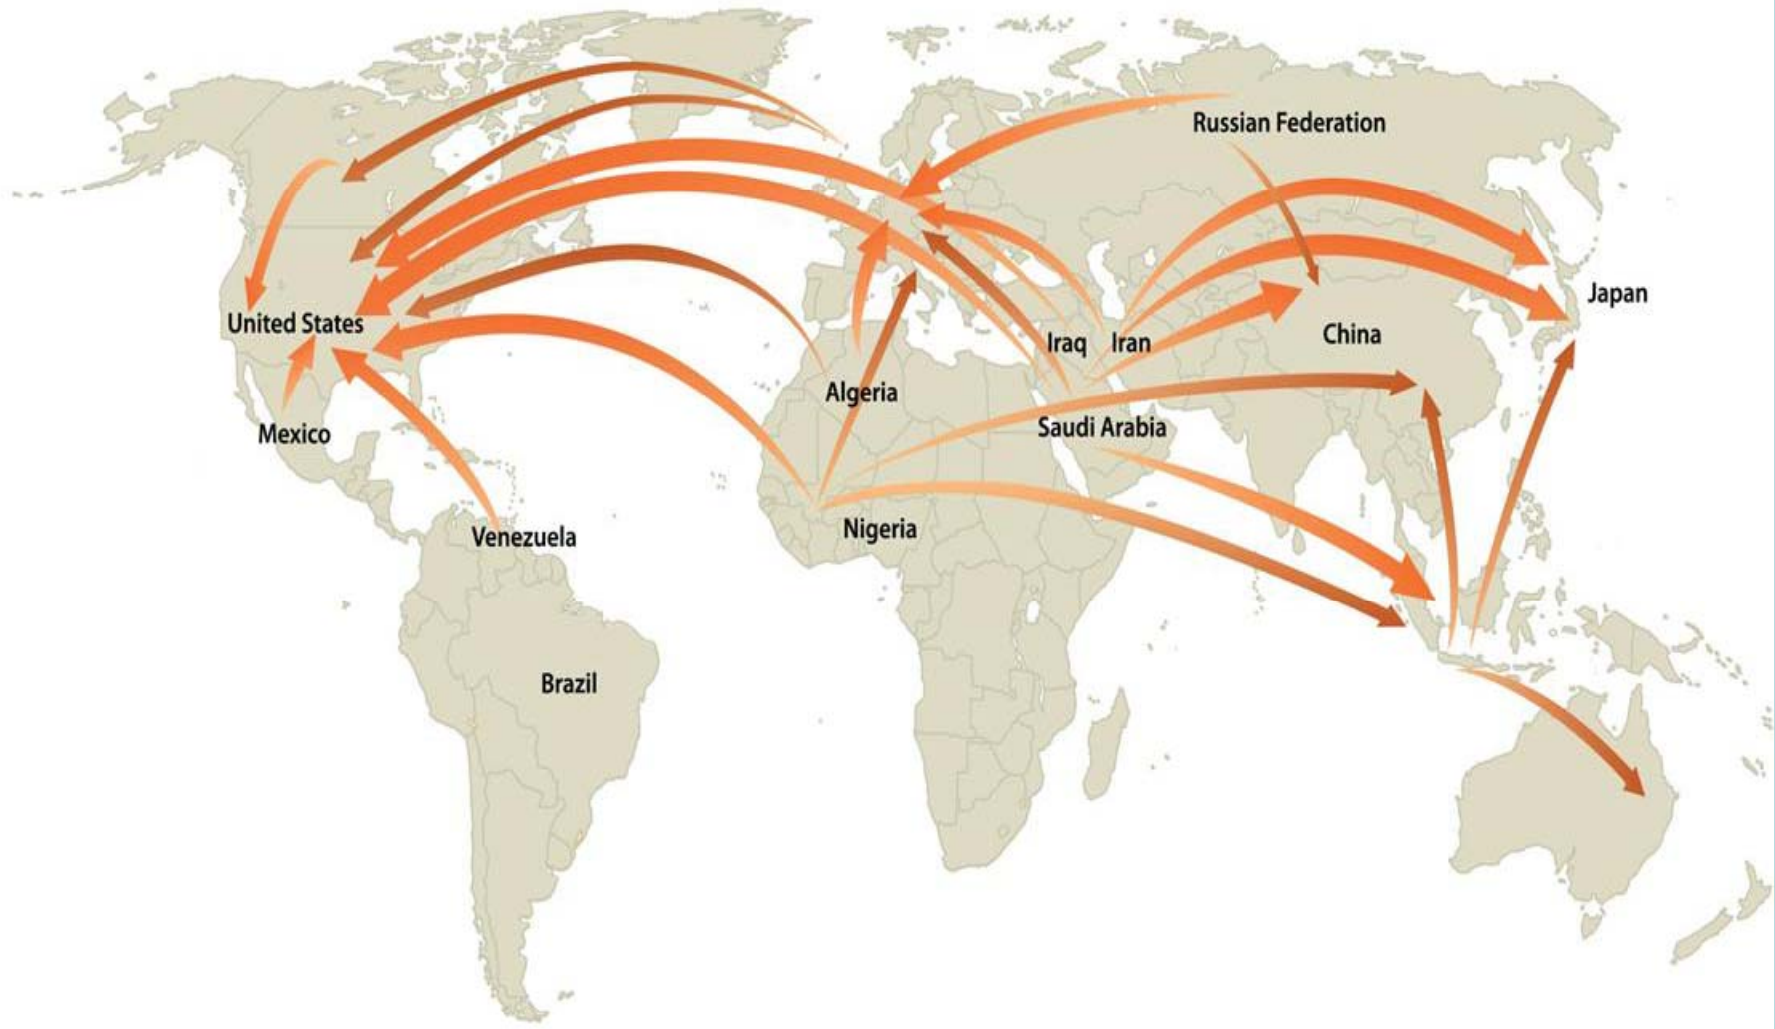 Russian Federation
Japan
United States
China
Iraq
Iran
Algeria
Saudi Arabia
Mexico
Nigeria
Venezuela
Brazil